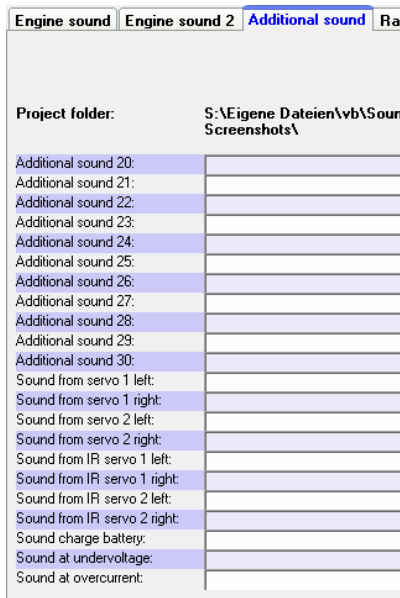 Engine sound Engine sound 2 Additional sound Ra
Project folder: S:\Eigene Dateien\vb\Soun
Screenshots\
Additional sound 20:
Additional sound 21:
Additional sound 22:
Additional sound 23:
Additional sound 24:
Additional sound 25:
Additional sound 26:
Additional sound 27:
Additional sound 28:
Additional sound 29:
Additional sound 30:
Sound from servo 1 left:
Sound from servo 1 right:
Sound from servo 2 left:
Sound from servo 2 right:
Sound from IR servo 1 left:
Sound from IR servo 1 right:
Sound from IR servo 2 left:
Sound from IR servo 2 right:
Sound charge battery:
Sound at undervoltage:
Sound at overcurrent: